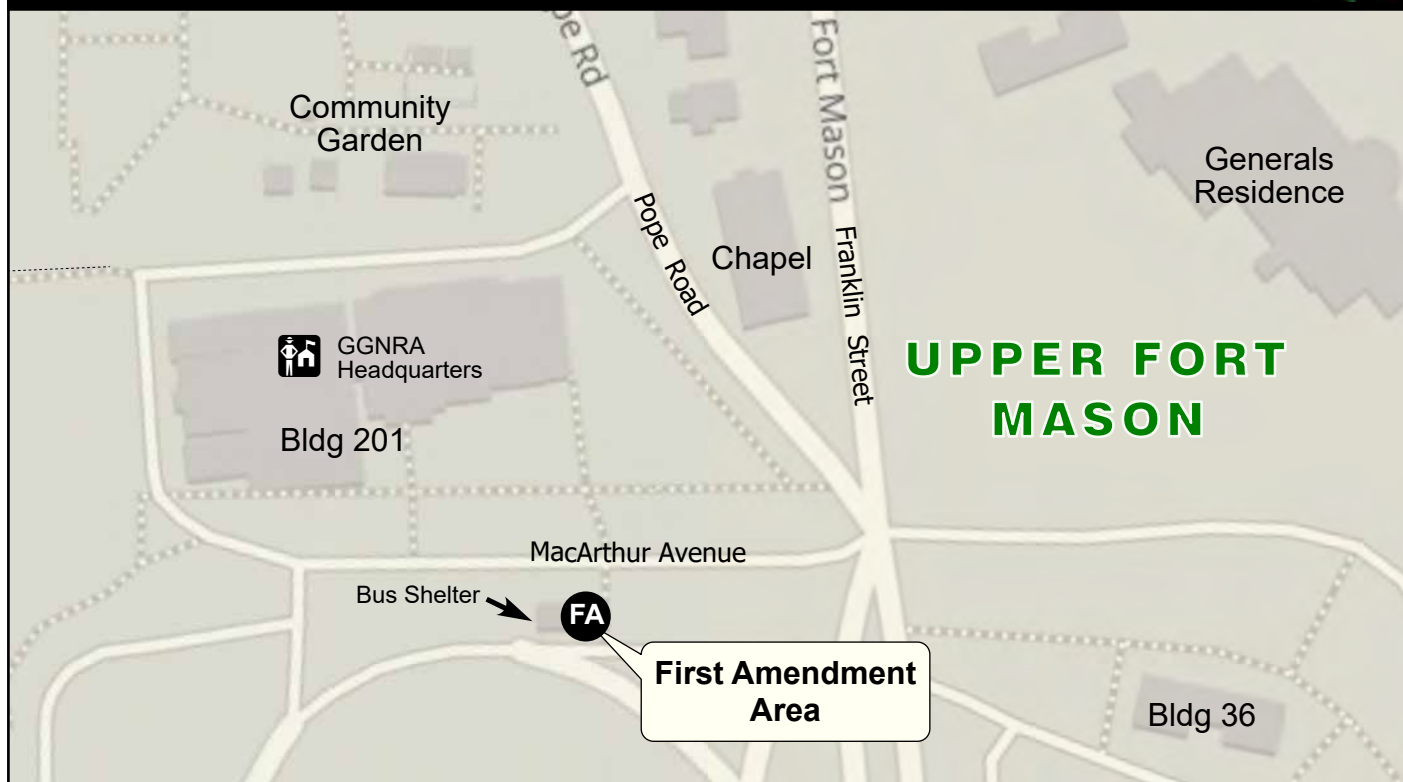 pe Rd
Fort Mason
Community
Garden
Generals
Residence
Pope Road
Chapel
Franklin Street
GGNRA
Headquarters
UPPER FORT
MASON
Bldg 201
MacArthur Avenue
Bus Shelter
FA
First Amendment
Area
Bldg 36